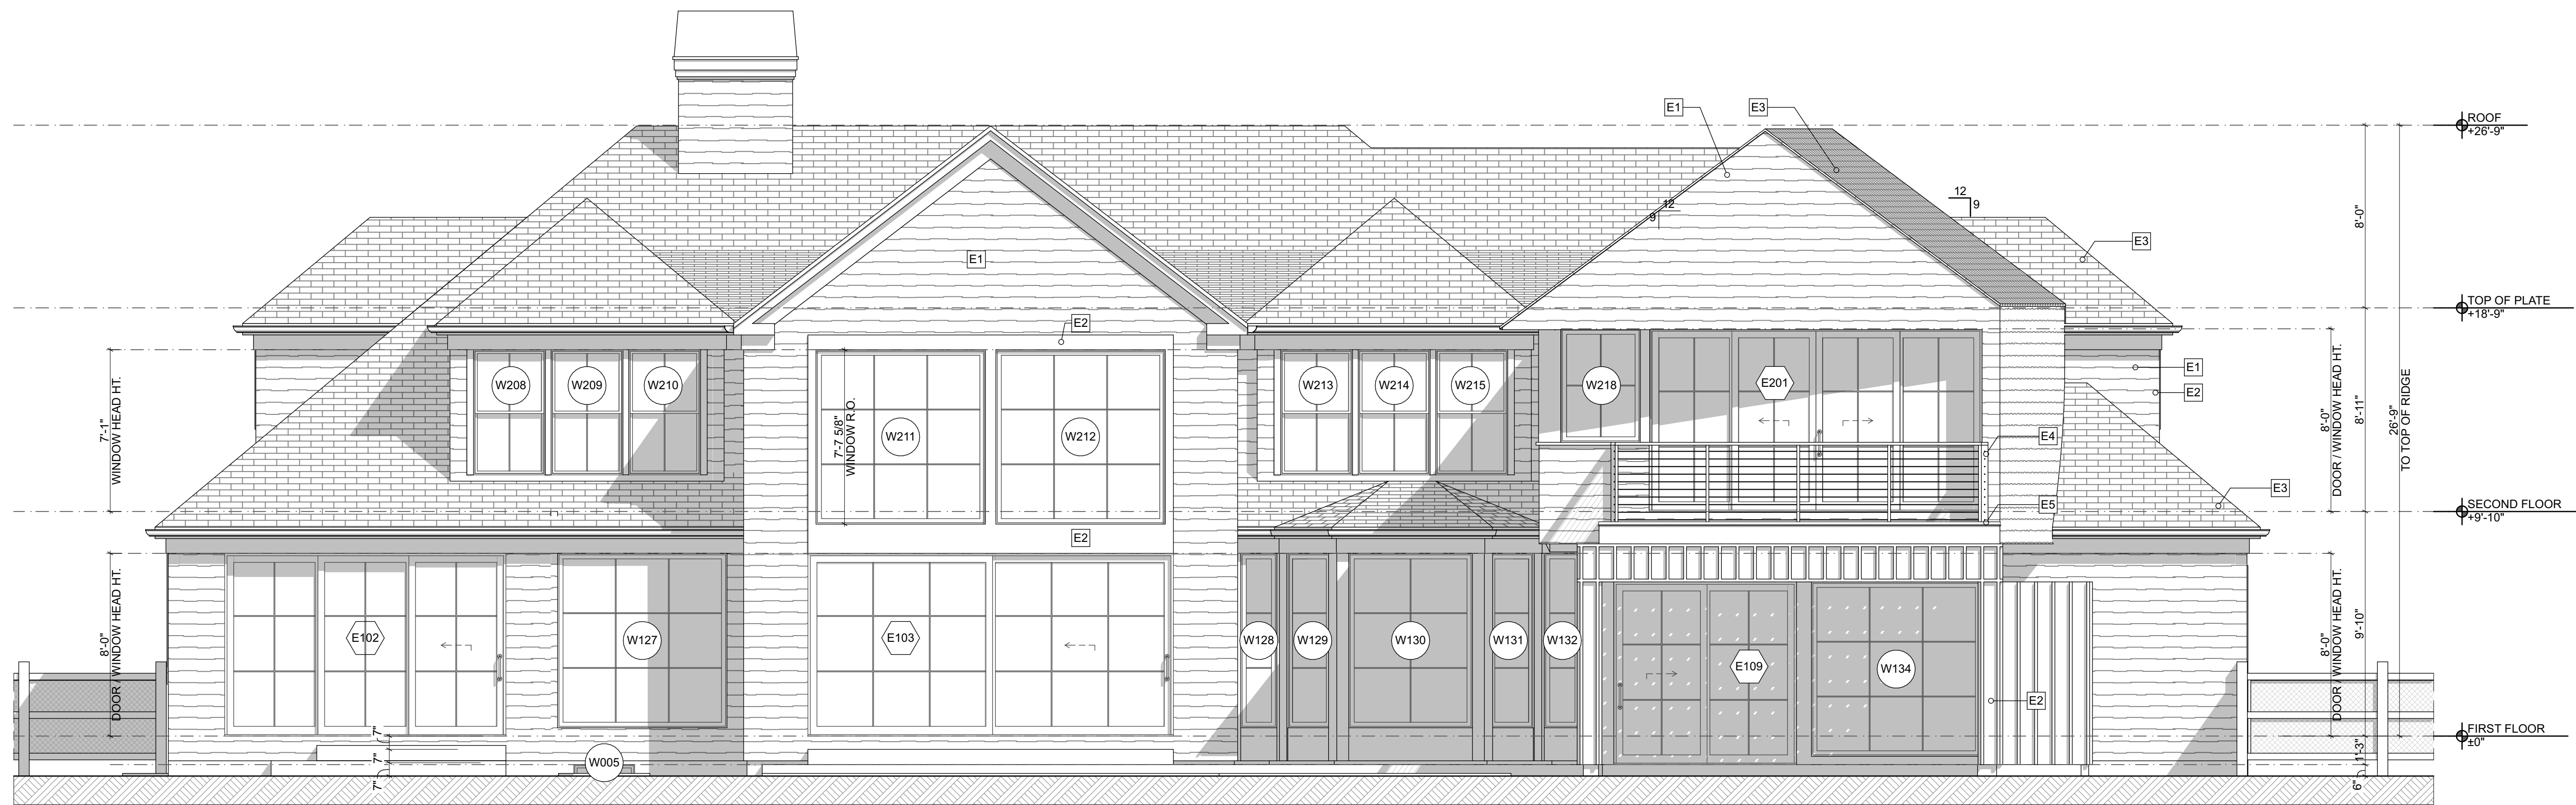 E1
E3
ROOF
+26'-9"
12
9
12
9
8'-0"
E3
E1
TOP OF PLATE
+18'-9"
E2
7'-1"
WINDOW HEAD HT.
W208
W209
W210
7'-7 5/8"
WINDOW R.O.
W211
W212
W213
W214
W215
W218
E201
8'-0"
DOOR / WINDOW HEAD HT.
8'-11"
26'-9"
TO TOP OF RIDGE
E1
E2
E4
E3
E5
SECOND FLOOR
+9'-10"
E2
8'-0"
DOOR / WINDOW HEAD HT.
E102
W127
E103
W128
W129
W130
W131
W132
E109
W134
E2
8'-0"
DOOR / WINDOW HEAD HT.
9'-10"
FIRST FLOOR
±0"
7"
7"
7"
W005
1'-3"
6"